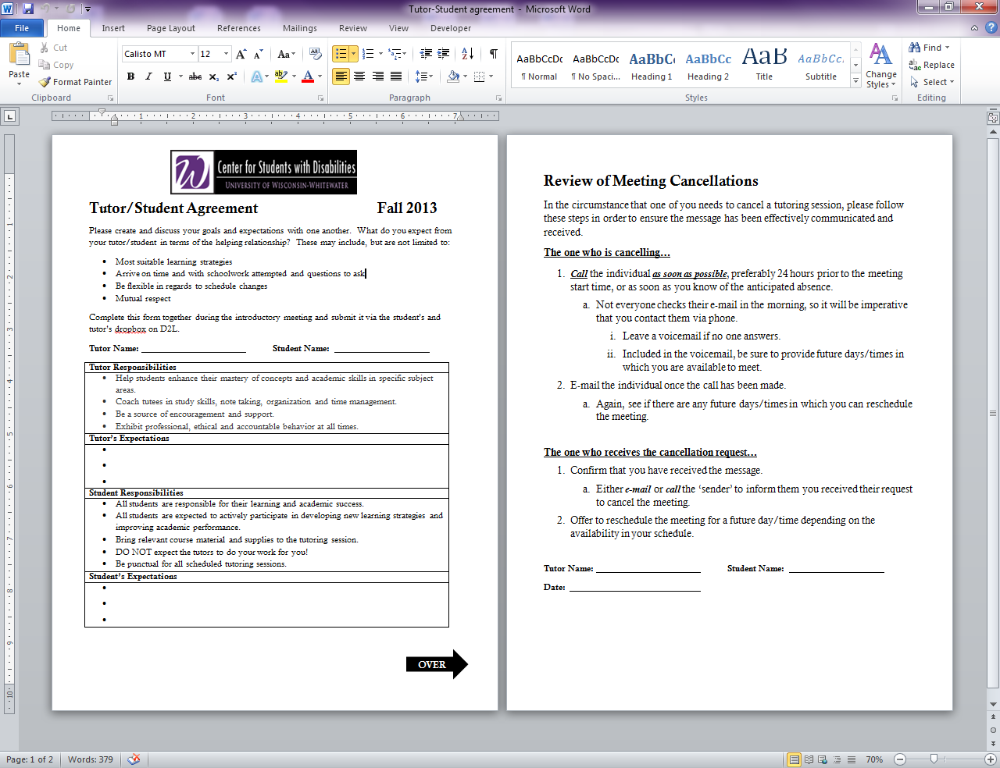 Tutor-Student agreement - Microsoft Word
File Home Insert Page Layout References Mailings Review View Developer
Paste
Cut
Copy
Format Painter
Clipboard
Calisto MT 12
Font
Paragraph
AaBbCcDc AaBbCcDc AaBbCc AaBbCc AaB AaBbCc.
¶ Normal ¶ No Spaci... Heading 1 Heading 2 Title Subtitle
Change Styles
Styles
Find
Replace
Select
Editing
1 2 3 4 5 6 7
Center for Students with Disabilities
University of Wisconsin-Whitewater
Tutor/Student Agreement Fall 2013
Please create and discuss your goals and expectations with one another. What do you expect from
your tutor/student in terms of the helping relationship? These may include, but are not limited to:
• Most suitable learning strategies
• Arrive on time and with schoolwork attempted and questions to ask
• Be flexible in regards to schedule changes
• Mutual respect
Complete this form together during the introductory meeting and submit it via the student's and
tutor's dropbox on D2L.
Tutor Name: Student Name:
Tutor Responsibilities
• Help students enhance their mastery of concepts and academic skills in specific subject
areas.
• Coach tutees in study skills, note taking, organization and time management.
• Be a source of encouragement and support.
• Exhibit professional, ethical and accountable behavior at all times.
Tutor's Expectations
•
•
•
Student Responsibilities
• All students are responsible for their learning and academic success.
• All students are expected to actively participate in developing new learning strategies and
improving academic performance.
• Bring relevant course material and supplies to the tutoring session.
• DO NOT expect the tutors to do your work for you!
• Be punctual for all scheduled tutoring sessions.
Student's Expectations
•
•
•
OVER
Review of Meeting Cancellations
In the circumstance that one of you needs to cancel a tutoring session, please follow
these steps in order to ensure the message has been effectively communicated and
received.
The one who is cancelling…
1. Call the individual as soon as possible, preferably 24 hours prior to the meeting
start time, or as soon as you know of the anticipated absence.
a. Not everyone checks their e-mail in the morning, so it will be imperative
that you contact them via phone.
i. Leave a voicemail if no one answers.
ii. Included in the voicemail, be sure to provide future days/times in
which you are available to meet.
2. E-mail the individual once the call has been made.
a. Again, see if there are any future days/times in which you can reschedule
the meeting.
The one who receives the cancellation request…
1. Confirm that you have received the message.
a. Either e-mail or call the ‘sender’ to inform them you received their request
to cancel the meeting.
2. Offer to reschedule the meeting for a future day/time depending on the
availability in your schedule.
Tutor Name: Student Name:
Date:
Page: 1 of 2 Words: 379 70%